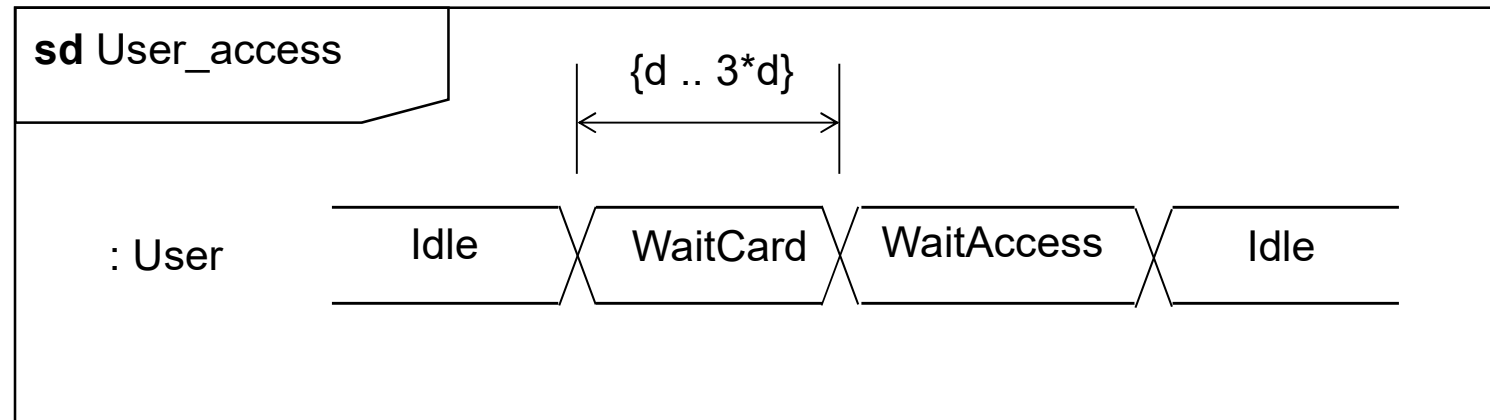 sd User_access
{d .. 3*d}
: User
Idle
WaitCard
WaitAccess
Idle